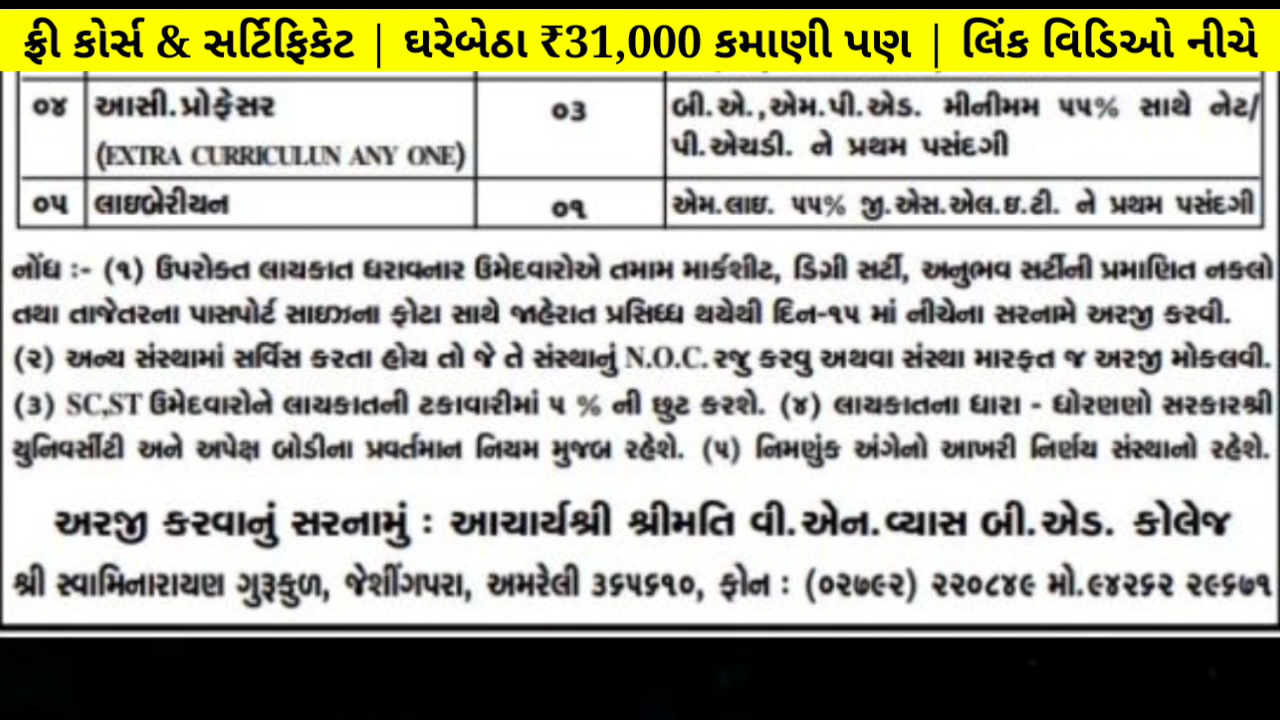 ફ્રી કોર્સ & સર્ટિફિકેટ | ઘરેબેઠા ₹31,000 કમાણી પણ | લિંક વિડિઓ નીચે
૦૪ આસી.પ્રોફેસર ૦૩ બી.એ.,એમ.પી.એડ. મીનીમમ ૫૫% સાથે નેટ/
(EXTRA CURRICULUN ANY ONE) પી.એચડી. ને પ્રથમ પસંદગી
૦૫ લાઇબ્રેરીયન ૦૧ એમ.લાઇ. ૫૫% જી.એસ.એલ.ઇ.ટી. ને પ્રથમ પસંદગી
નોંધ :- (૧) ઉપરોક્ત લાયકાત ધરાવનાર ઉમેદવારોએ તમામ માર્કશીટ, ડિગ્રી સર્ટી, અનુભવ સર્ટીની પ્રમાણિત નકલો
તથા તાજેતરના પાસપોર્ટ સાઇઝના ફોટા સાથે જાહેરાત પ્રસિધ્ધ થયેથી દિન-૧૫ માં નીચેના સરનામે અરજી કરવી.
(૨) અન્ય સંસ્થામાં સર્વિસ કરતા હોય તો જે તે સંસ્થાનું N.O.C. રજુ કરવુ અથવા સંસ્થા મારફત જ અરજી મોકલવી.
(૩) SC,ST ઉમેદવારોને લાયકાતની ટકાવારીમાં ૫ % ની છુટ કરશે. (૪) લાયકાતના ધારા - ધોરણણો સરકારશ્રી
યુનિવર્સીટી અને અપેક્ષ બોડીના પ્રવર્તમાન નિયમ મુજબ રહેશે. (૫) નિમણુંક અંગેનો આખરી નિર્ણય સંસ્થાનો રહેશે.
અરજી કરવાનું સરનામું : આચાર્યશ્રી શ્રીમતિ વી.એન.વ્યાસ બી.એડ. કોલેજ
શ્રી સ્વામિનારાયણ ગુરૂકુળ, જેશીંગપરા, અમરેલી ૩૬૫૬૧૦, ફોન : (૦૨૭૯૨) ૨૨૦૮૪૯ મો.૯૪૨૬૨ ૨૯૬૭૧